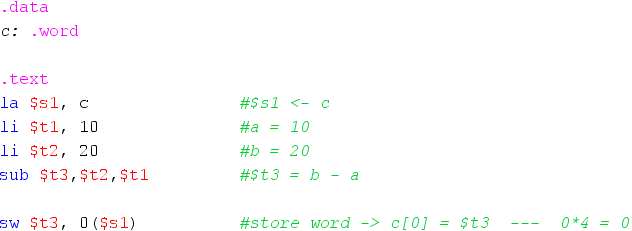 .data
c: .word
.text
la $s1, c #$s1 <- c
li $t1, 10 #a = 10
li $t2, 20 #b = 20
sub $t3,$t2,$t1 #$t3 = b - a
sw $t3, 0($s1) #store word -> c[0] = $t3 --- 0*4 = 0